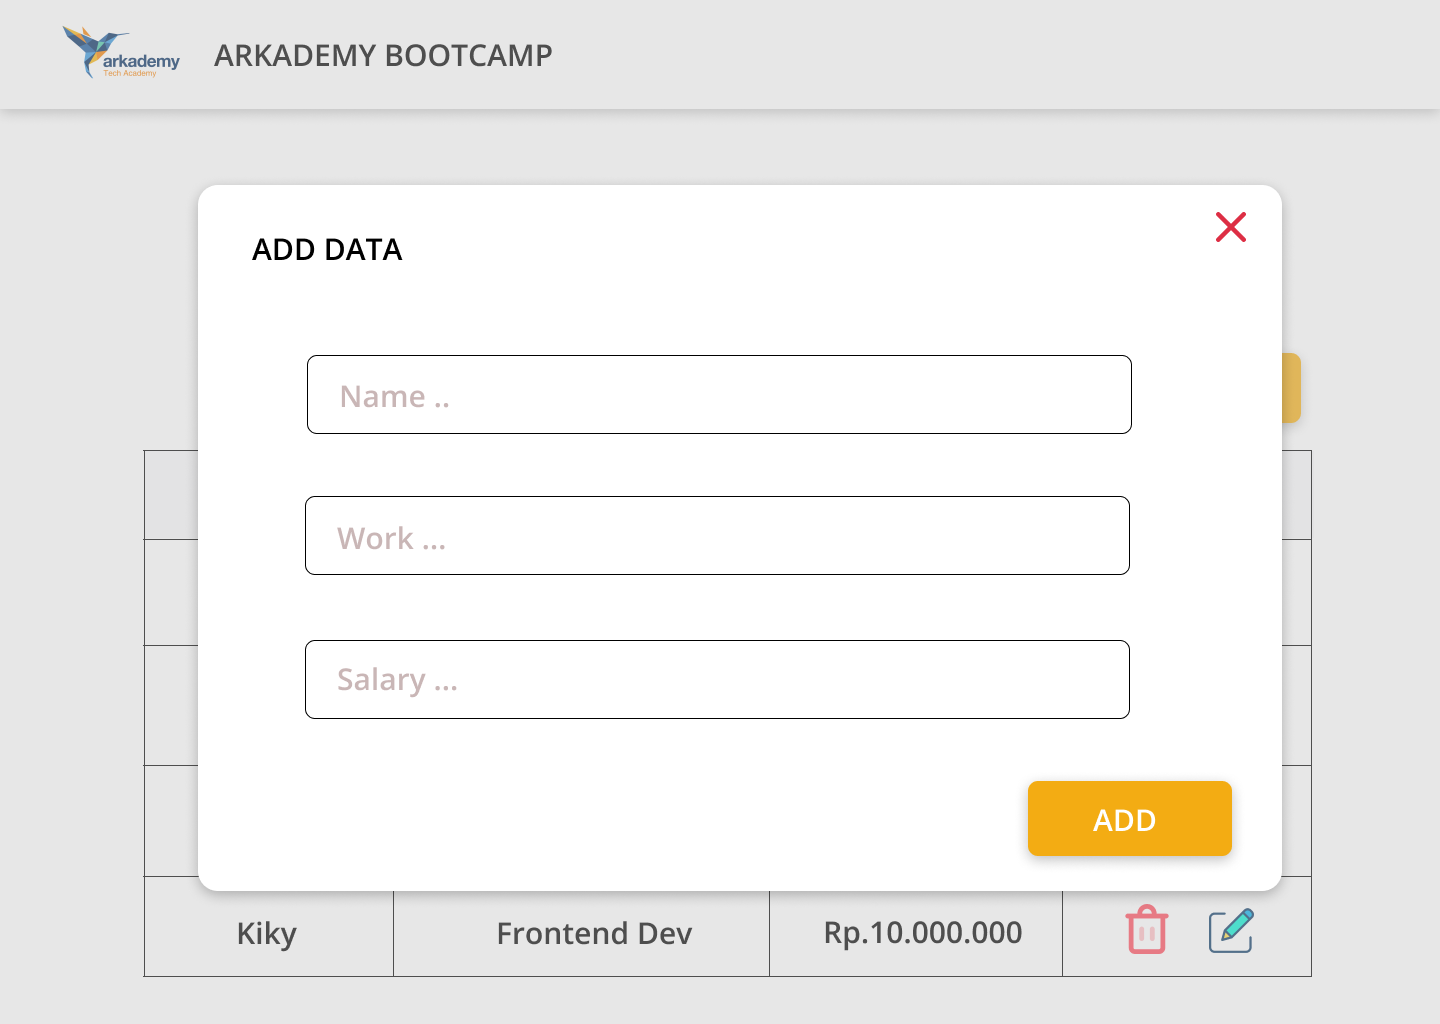 arkademy
Tech Academy
ARKADEMY BOOTCAMP
ADD DATA
Name ..
Work ...
Salary ...
ADD
Kiky Frontend Dev Rp.10.000.000